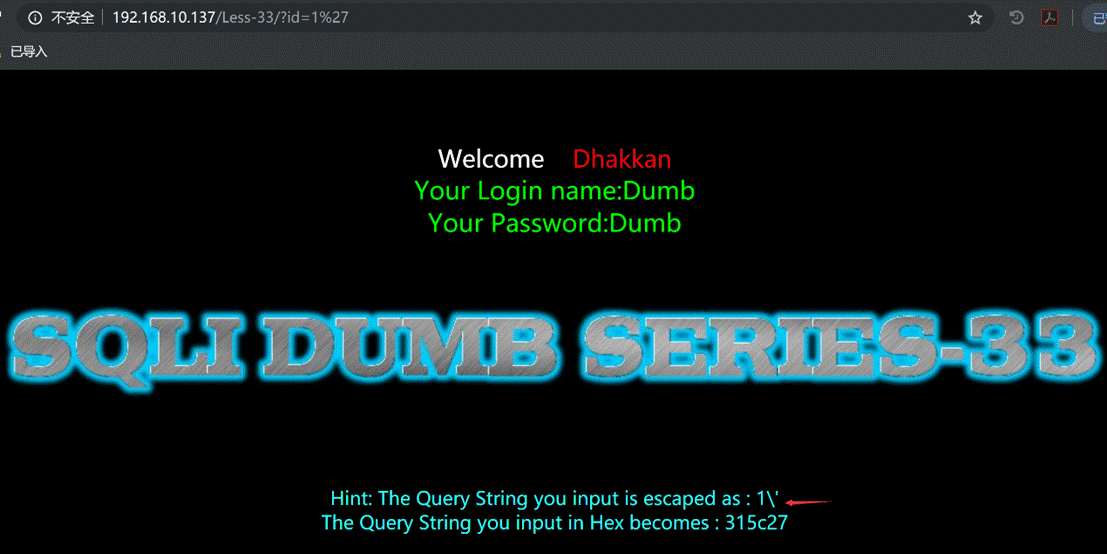 不安全 192.168.10.137/Less-33/?id=1%27
已导入
Welcome Dhakkan
Your Login name:Dumb
Your Password:Dumb
SQLI DUMB SERIES-33
Hint: The Query String you input is escaped as : 1\'
The Query String you input in Hex becomes : 315c27